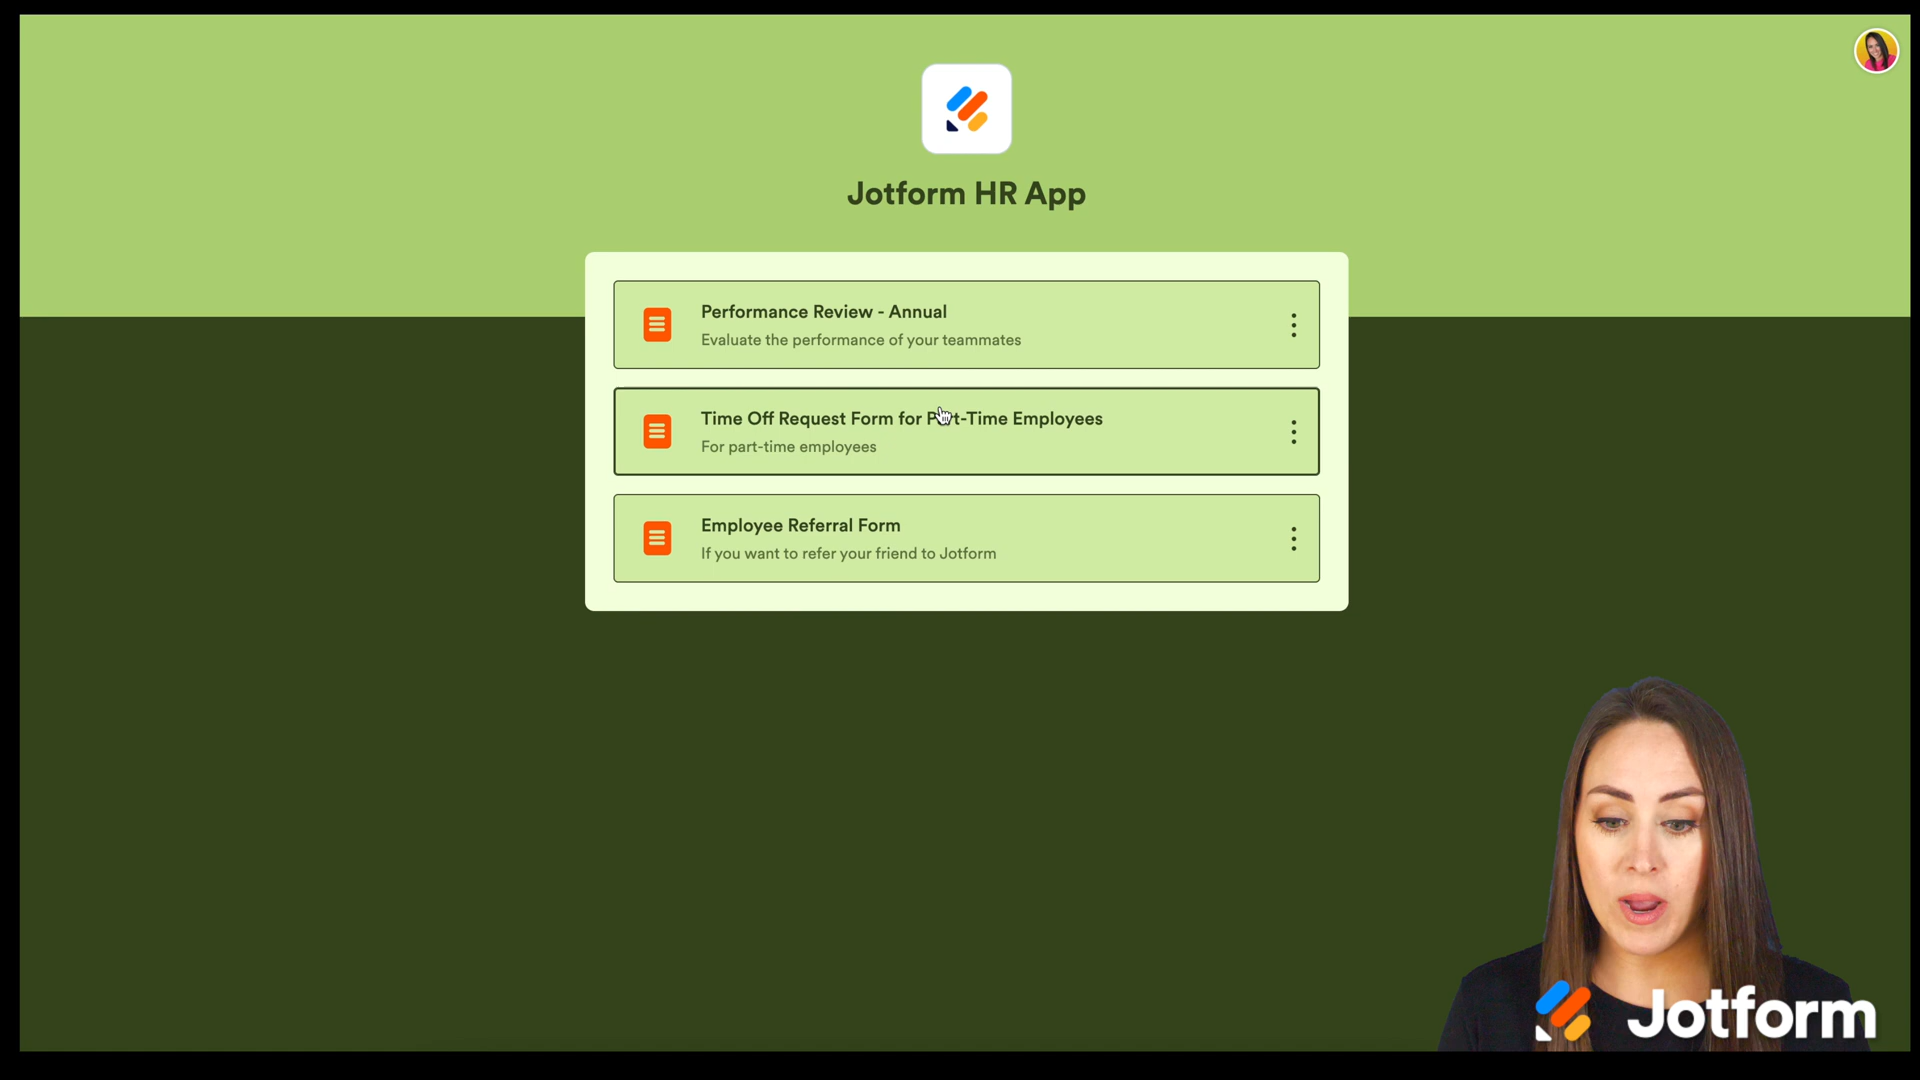 Jotform HR App
Performance Review - Annual
Evaluate the performance of your teammates
Time Off Request Form for Part-Time Employees
For part-time employees
Employee Referral Form
If you want to refer your friend to Jotform
Jotform